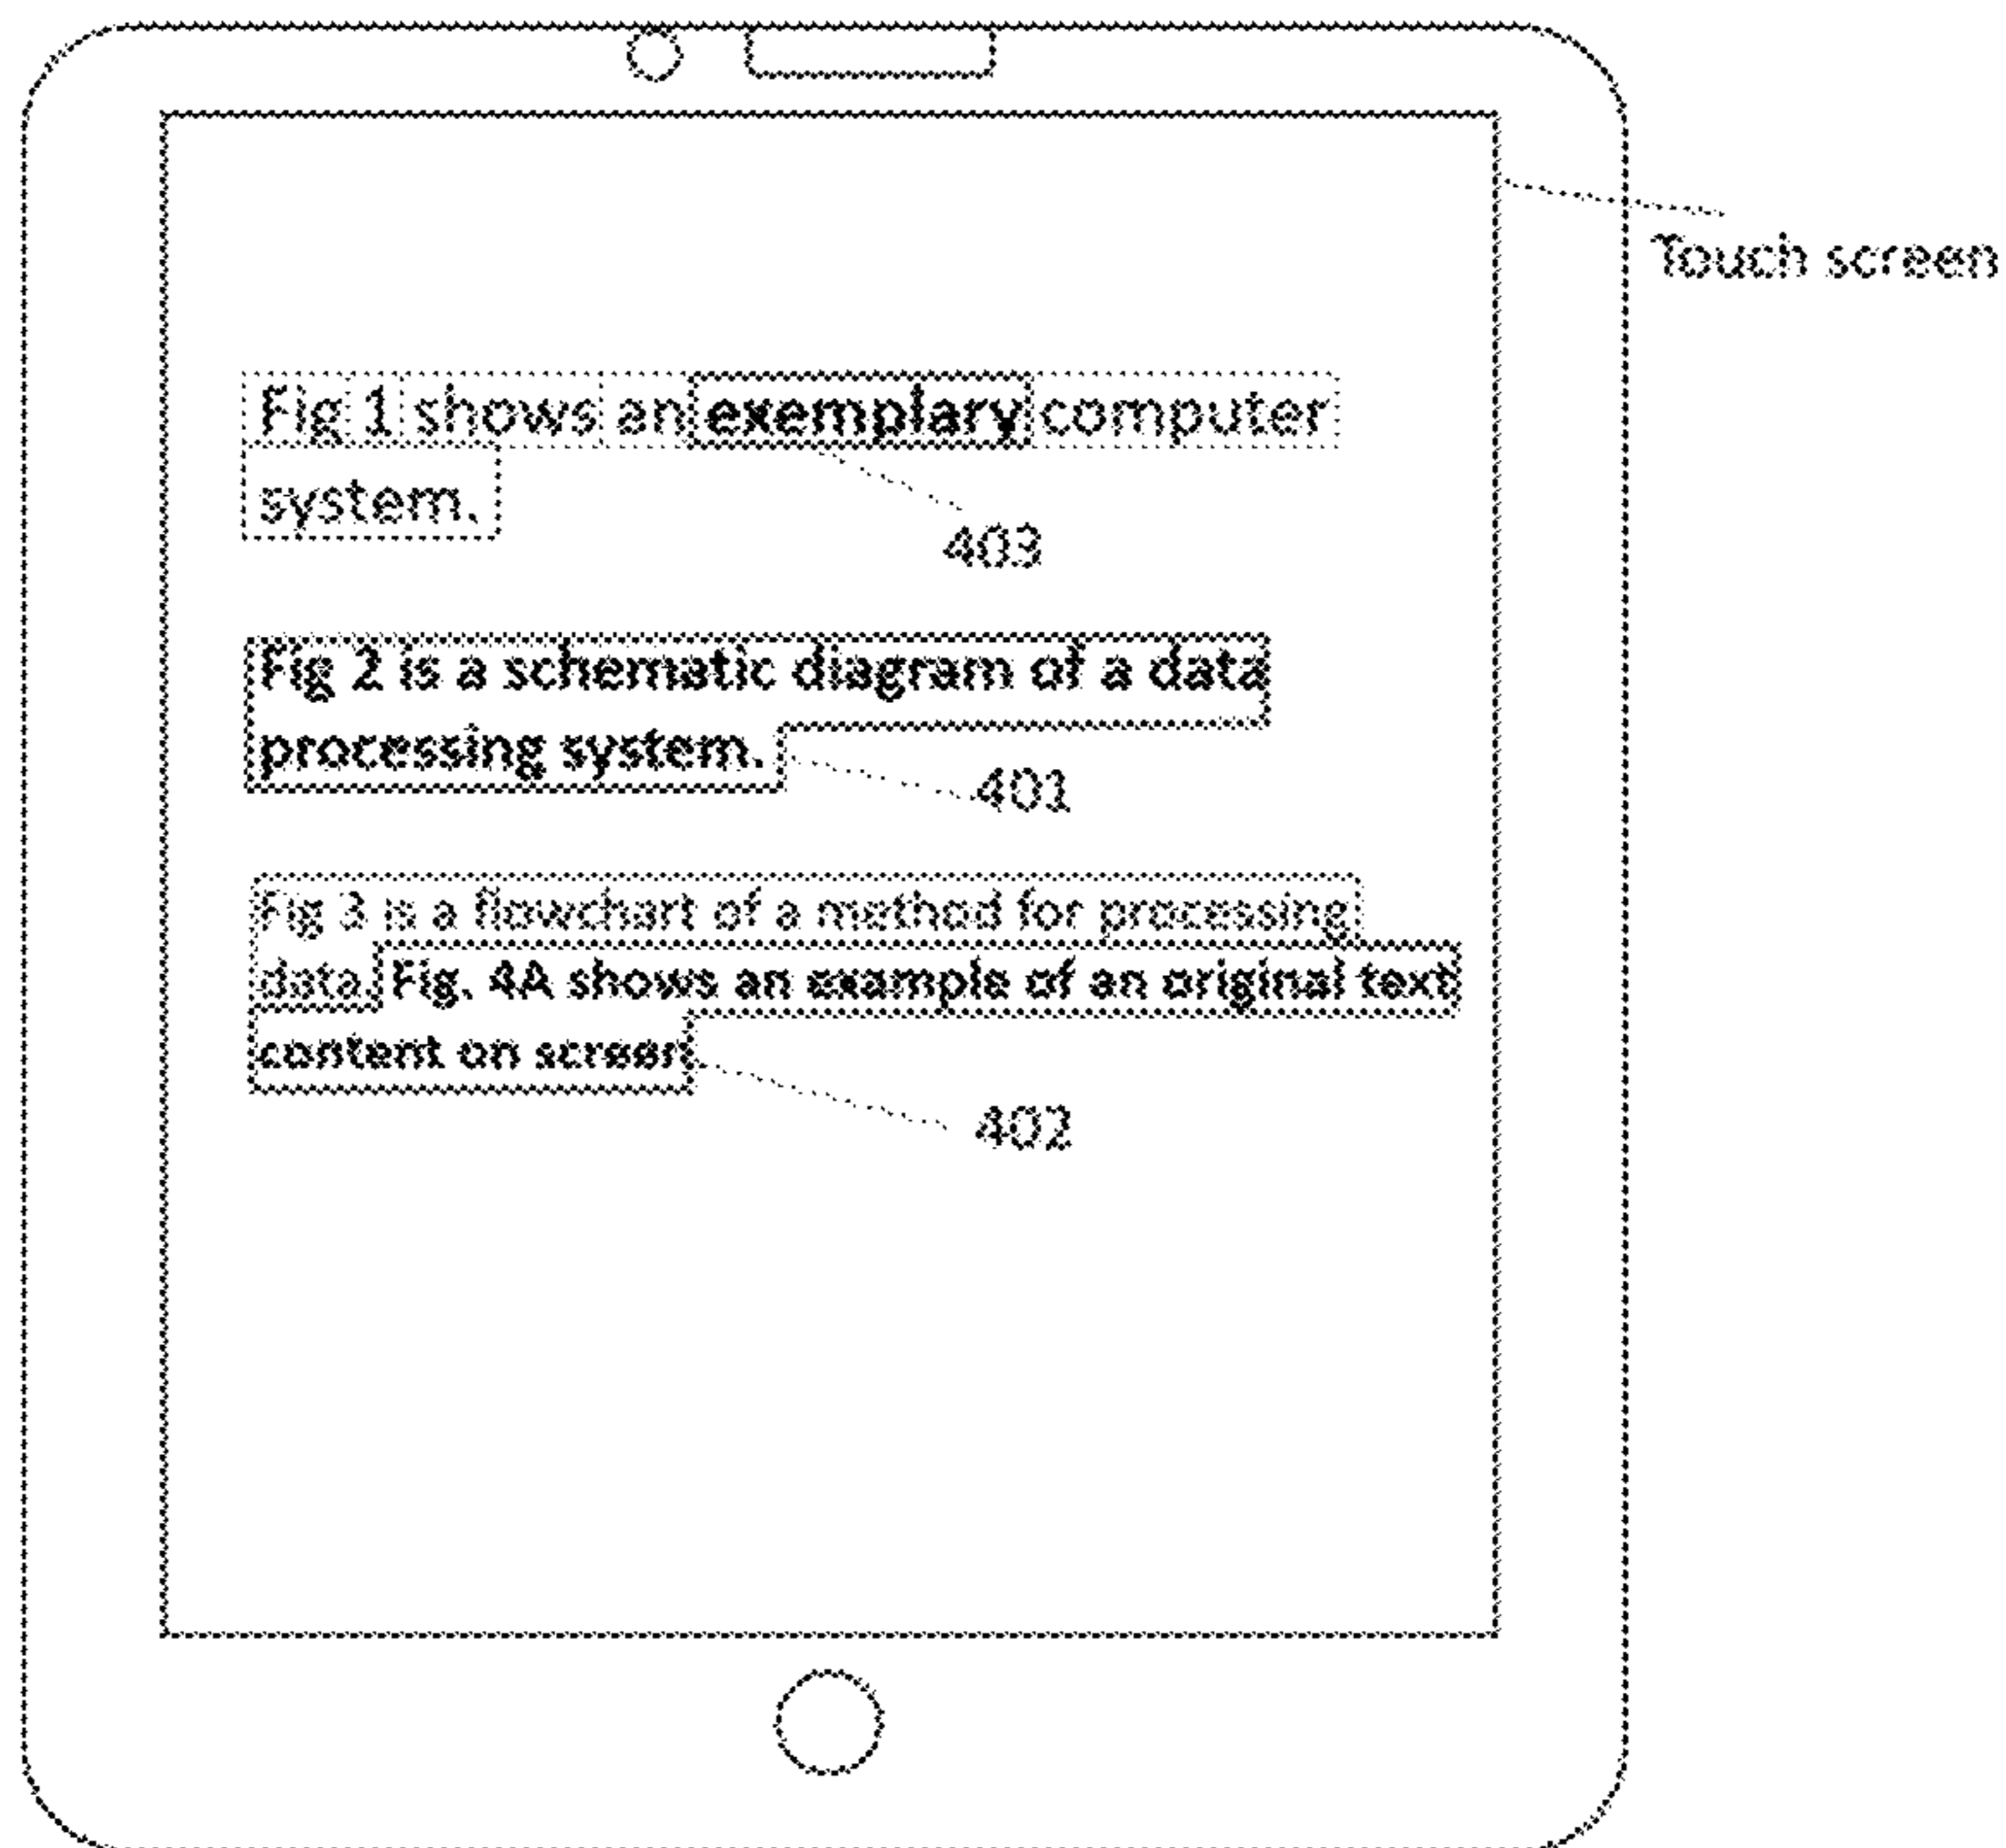 Touch screen
Fig 1 shows an exemplary computer
system.
403
Fig 2 is a schematic diagram of a data
processing system.
401
Fig 3 is a flowchart of a method for processing
data. Fig. 4A shows an example of an original text
content on screen
402